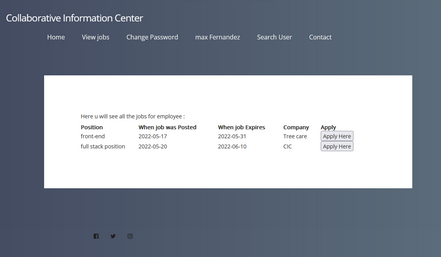 Collaborative Information Center
Home View jobs Change Password max Fernandez Search User Contact
Here u will see all the jobs for employee :
Position When job was Posted When job Expires Company Apply
front-end 2022-05-17 2022-05-31 Tree care Apply Here
full stack position 2022-05-20 2022-06-10 CIC Apply Here